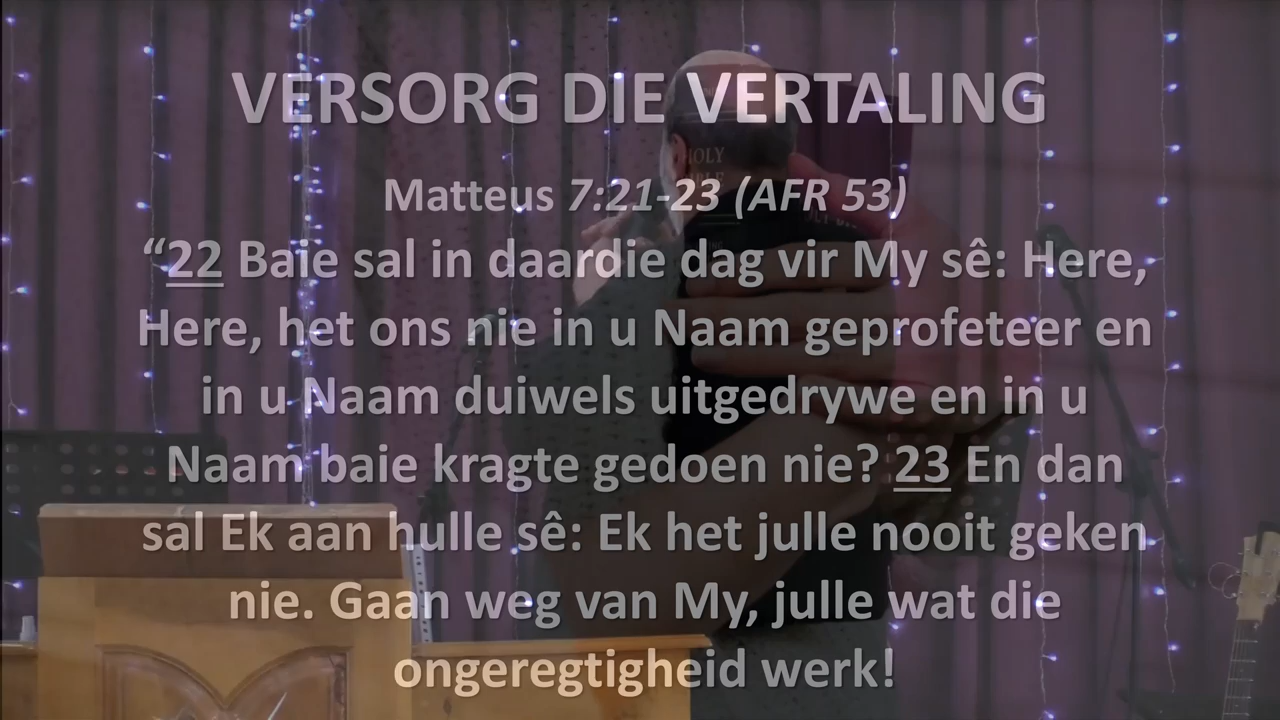 VERSORG DIE VERTALING
Matteus 7:21-23 (AFR 53)
“22 Baie sal in daardie dag vir My sê: Here,
Here, het ons nie in u Naam geprofeteer en
in u Naam duiwels uitgedrywe en in u
Naam baie kragte gedoen nie? 23 En dan
sal Ek aan hulle sê: Ek het julle nooit geken
nie. Gaan weg van My, julle wat die
ongeregtigheid werk!
HOLY